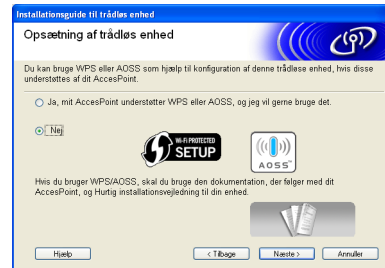 Installationsguide til trådløs enhed
Opsætning af trådløs enhed
Du kan bruge WPS eller AOSS som hjælp til konfiguration af denne trådløse enhed, hvis disse
understøttes af dit AccesPoint.
Ja, mit AccesPoint understøtter WPS eller AOSS, og jeg vil gerne bruge det.
Nej
WI-FI PROTECTED
SETUP
AOSS™
Hvis du bruger WPS/AOSS, skal du bruge den dokumentation, der følger med dit
AccesPoint, og Hurtig installationsvejledning til din enhed.
Hjælp
< Tilbage
Næste >
Annuller